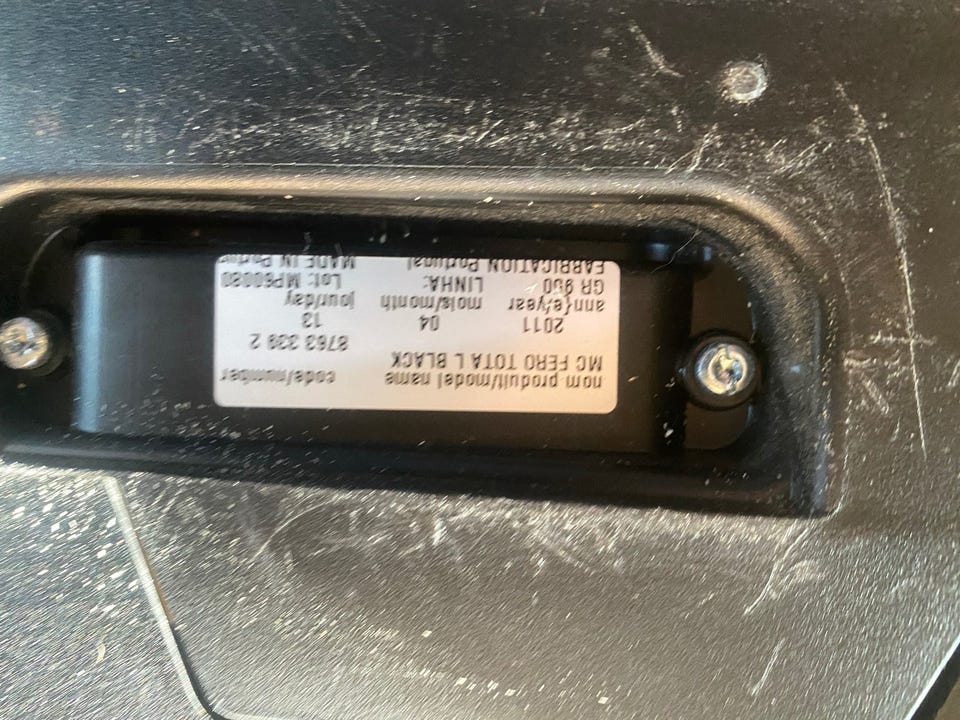 nom produit/model name code/number
MC FERO TOTA L BLACK 8763 339 2
2011 04 13
ann{e/year mois/month jour/day
GR 900 LINHA: Lot: MP60080
FABRICATION Portugal MADE IN